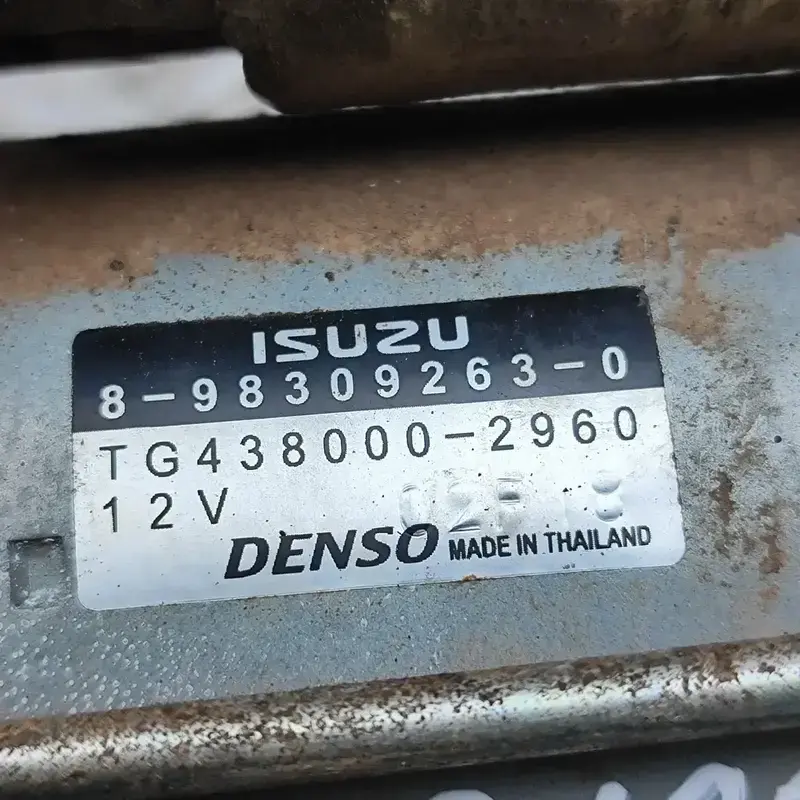 ISUZU
8-98309263-0
TG438000-2960
12V
DENSO MADE IN THAILAND